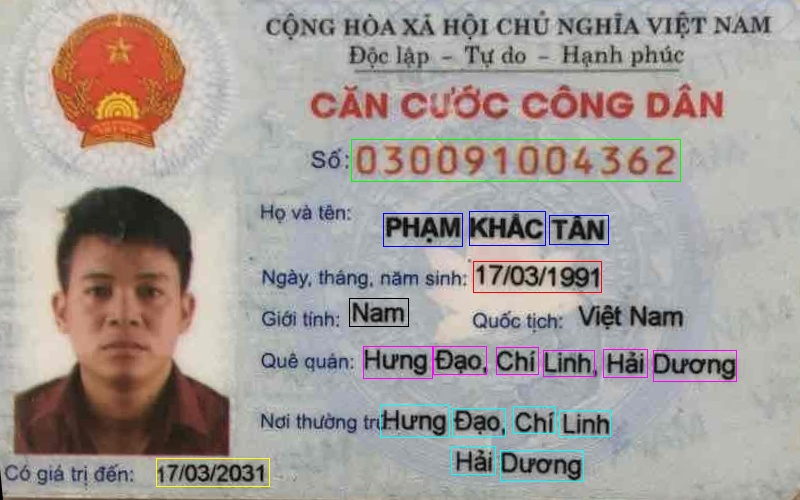 CỘNG HÒA XÃ HỘI CHỦ NGHĨA VIỆT NAM
Độc lập - Tự do - Hạnh phúc
CĂN CƯỚC CÔNG DÂN
Số: 030091004362
Họ và tên: PHẠM KHẮC TÂN
Ngày, tháng, năm sinh: 17/03/1991
Giới tính: Nam Quốc tịch: Việt Nam
Quê quán: Hưng Đạo, Chí Linh, Hải Dương
Nơi thường trú: Hưng Đạo, Chí Linh
Hải Dương
Có giá trị đến: 17/03/2031